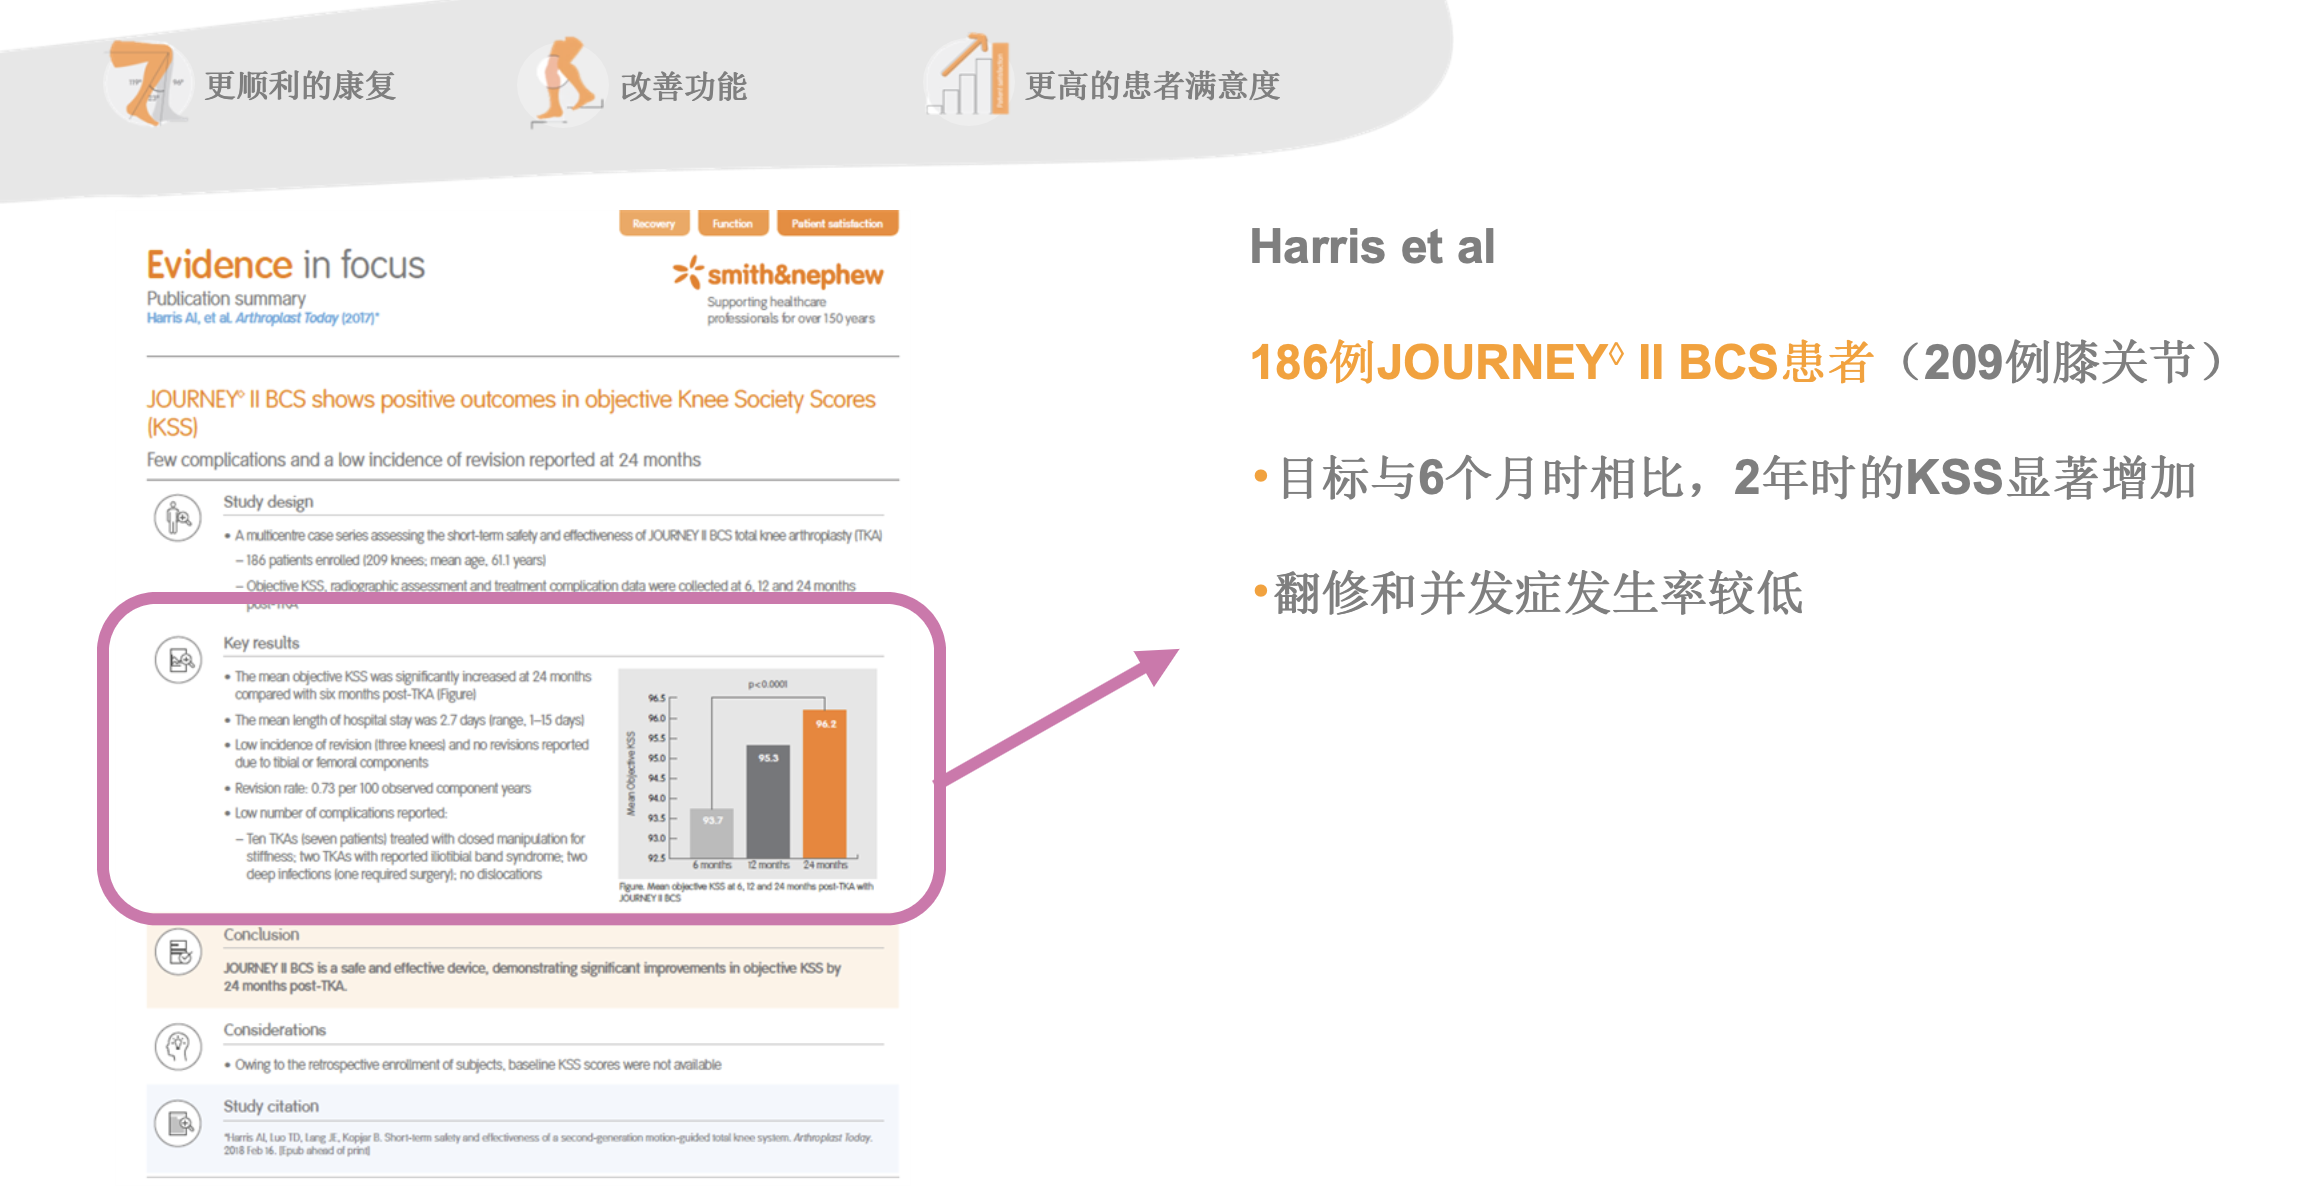 更顺利的康复
改善功能
更高的患者满意度
119°
96°
23°
Patient satisfaction
Recovery
Function
Patient satisfaction
Evidence in focus
Publication summary
Harris AI, et al. Arthroplast Today (2017)*
smith&nephew
Supporting healthcare
professionals for over 150 years
JOURNEY◊ II BCS shows positive outcomes in objective Knee Society Scores
(KSS)
Few complications and a low incidence of revision reported at 24 months
Study design
• A multicentre case series assessing the short-term safety and effectiveness of JOURNEY II BCS total knee arthroplasty (TKA)
– 186 patients enrolled (209 knees; mean age, 61.1 years)
– Objective KSS, radiographic assessment and treatment complication data were collected at 6, 12 and 24 months
post-TKA
Key results
• The mean objective KSS was significantly increased at 24 months
compared with six months post-TKA (Figure)
• The mean length of hospital stay was 2.7 days (range, 1–15 days)
• Low incidence of revision (three knees) and no revisions reported
due to tibial or femoral components
• Revision rate: 0.73 per 100 observed component years
• Low number of complications reported:
– Ten TKAs (seven patients) treated with closed manipulation for
stiffness; two TKAs with reported iliotibial band syndrome; two
deep infections (one required surgery); no dislocations
p<0.0001
Mean Objective KSS
96.5
96.0
95.5
95.0
94.5
94.0
93.5
93.0
92.5
93.7
95.3
96.2
6 months
12 months
24 months
Figure. Mean objective KSS at 6, 12 and 24 months post-TKA with
JOURNEY II BCS
Conclusion
JOURNEY II BCS is a safe and effective device, demonstrating significant improvements in objective KSS by
24 months post-TKA.
Considerations
• Owing to the retrospective enrollment of subjects, baseline KSS scores were not available
Study citation
*Harris AI, Luo TD, Lang JE, Kopjar B. Short-term safety and effectiveness of a second-generation motion-guided total knee system. Arthroplast Today.
2018 Feb 16. [Epub ahead of print]
Harris et al
186例JOURNEY◊ II BCS患者（209例膝关节）
•目标与6个月时相比，2年时的KSS显著增加
•翻修和并发症发生率较低